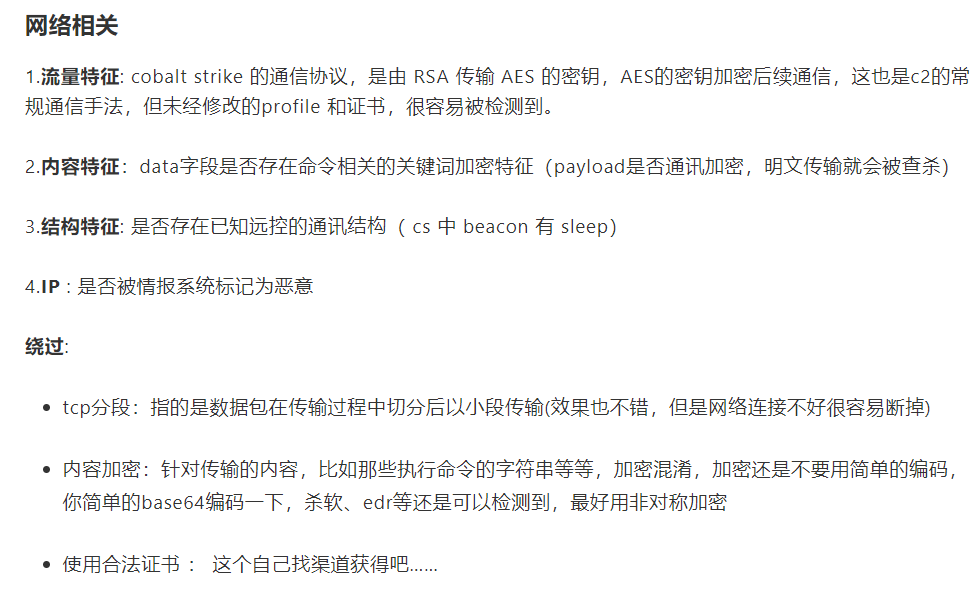 网络相关
1.流量特征: cobalt strike 的通信协议，是由 RSA 传输 AES 的密钥，AES的密钥加密后续通信，这也是c2的常
规通信手法，但未经修改的profile 和证书，很容易被检测到。
2.内容特征：data字段是否存在命令相关的关键词加密特征（payload是否通讯加密，明文传输就会被查杀）
3.结构特征: 是否存在已知远控的通讯结构（ cs 中 beacon 有 sleep）
4.IP : 是否被情报系统标记为恶意
绕过:
• tcp分段：指的是数据包在传输过程中切分后以小段传输(效果也不错，但是网络连接不好很容易断掉)
• 内容加密：针对传输的内容，比如那些执行命令的字符串等等，加密混淆，加密还是不要用简单的编码，
你简单的base64编码一下，杀软、edr等还是可以检测到，最好用非对称加密
• 使用合法证书 ： 这个自己找渠道获得吧......